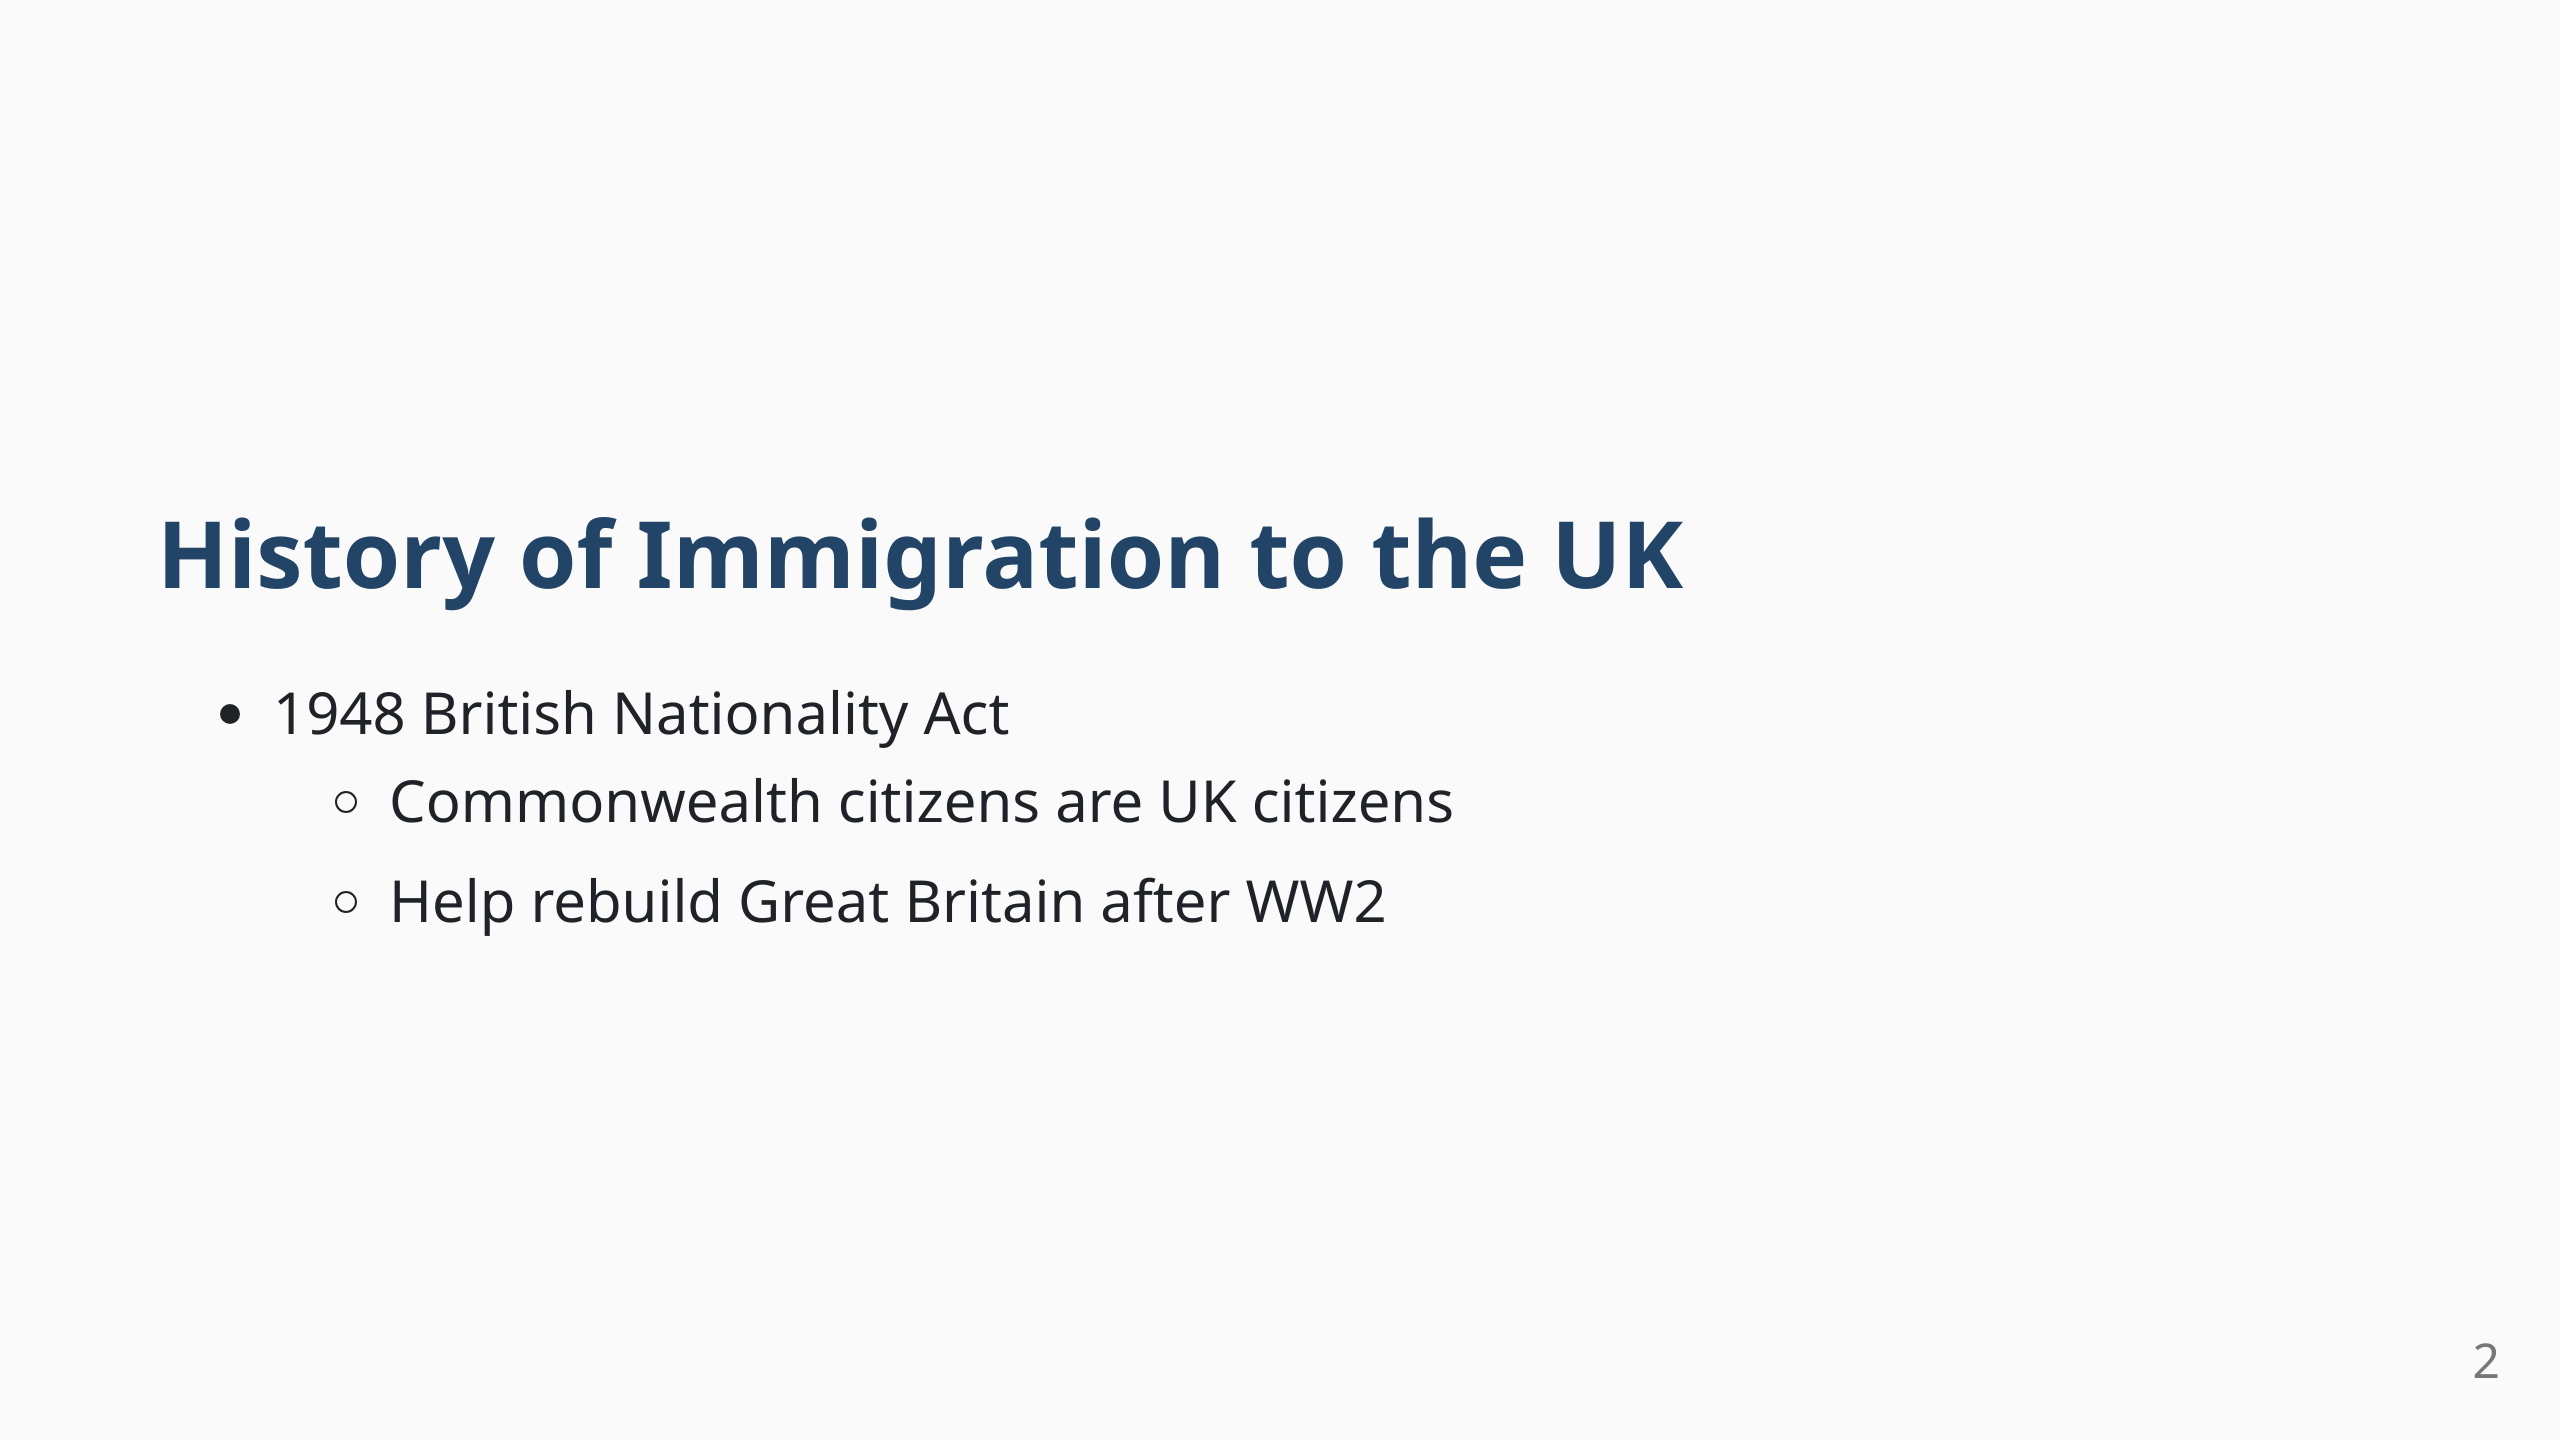 History of Immigration to the UK
• 1948 British Nationality Act
○ Commonwealth citizens are UK citizens
○ Help rebuild Great Britain after WW2
2